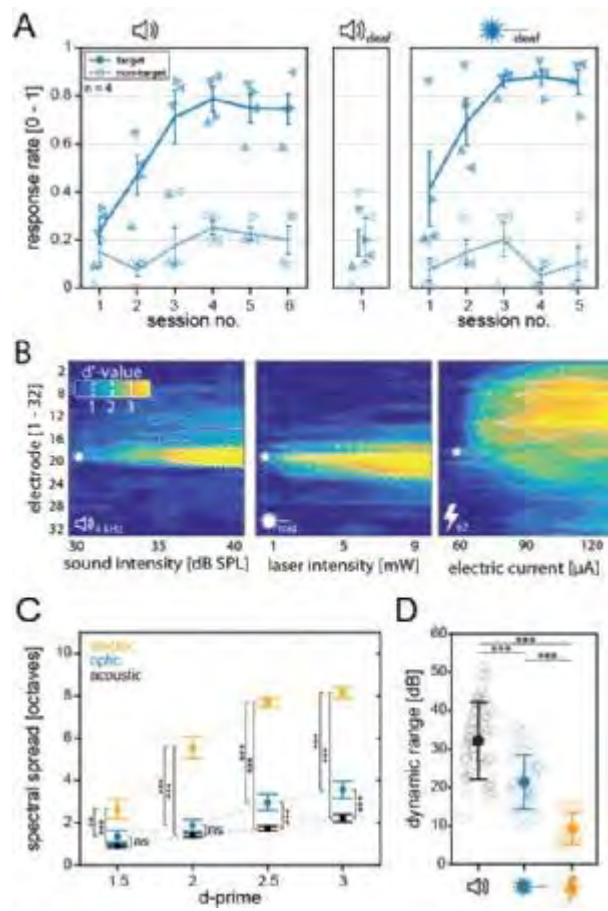 A
deaf
deaf
target
non-target
n = 4
response rate [0 - 1]
1
0.8
0.6
0.4
0.2
0
1 2 3 4 5 6
session no.
1
1 2 3 4 5
session no.
B
d'-value
1 2 3
electrode [1 - 32]
2
6
10
14
20
24
28
32
30 35 40
sound intensity [dB SPL]
1 5 9
laser intensity [mW]
60 90 120
electric current [µA]
C
optic
acoustic
spectral spread [octaves]
10
8
6
4
2
0
ns
ns
***
***
***
***
***
***
***
***
1.5 2 2.5 3
d-prime
D
***
***
***
dynamic range [dB]
60
50
40
30
20
10
0